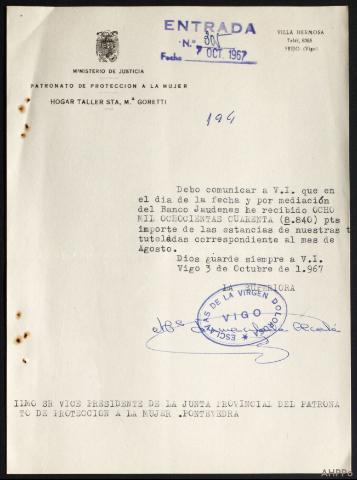 ENTRADA
N.º 801
Fecha 7 OCT. 1967
VILLA HERMOSA
Teléf. 8065
FREIJO (Vigo)
MINISTERIO DE JUSTICIA
PATRONATO DE PROTECCION A LA MUJER
HOGAR TALLER STA. M.ª GORETTI
194
Debo comunicar a V.I. que en
el dia de la fecha y por mediación
del Banco Jaudenes he recibido OCHO
MIL OCHOCIENTAS CUARENTA (8.840) pts
importe de las estancias de nuestras t
tuteladas correspondiente al mes de
Agosto.
Dios guarde siempre a V.I.
Vigo 3 de Octubre de 1.967
LA SUPERIORA
ESCLAVAS DE LA VIRGEN DOLOROSA
VIGO
ILMO SR VICE PRESIDENTE DE LA JUNTA PROVINCIAL DEL PATRONA
TO DE PROTECCION A LA MUJER .PONTEVEDRA
AHPPo